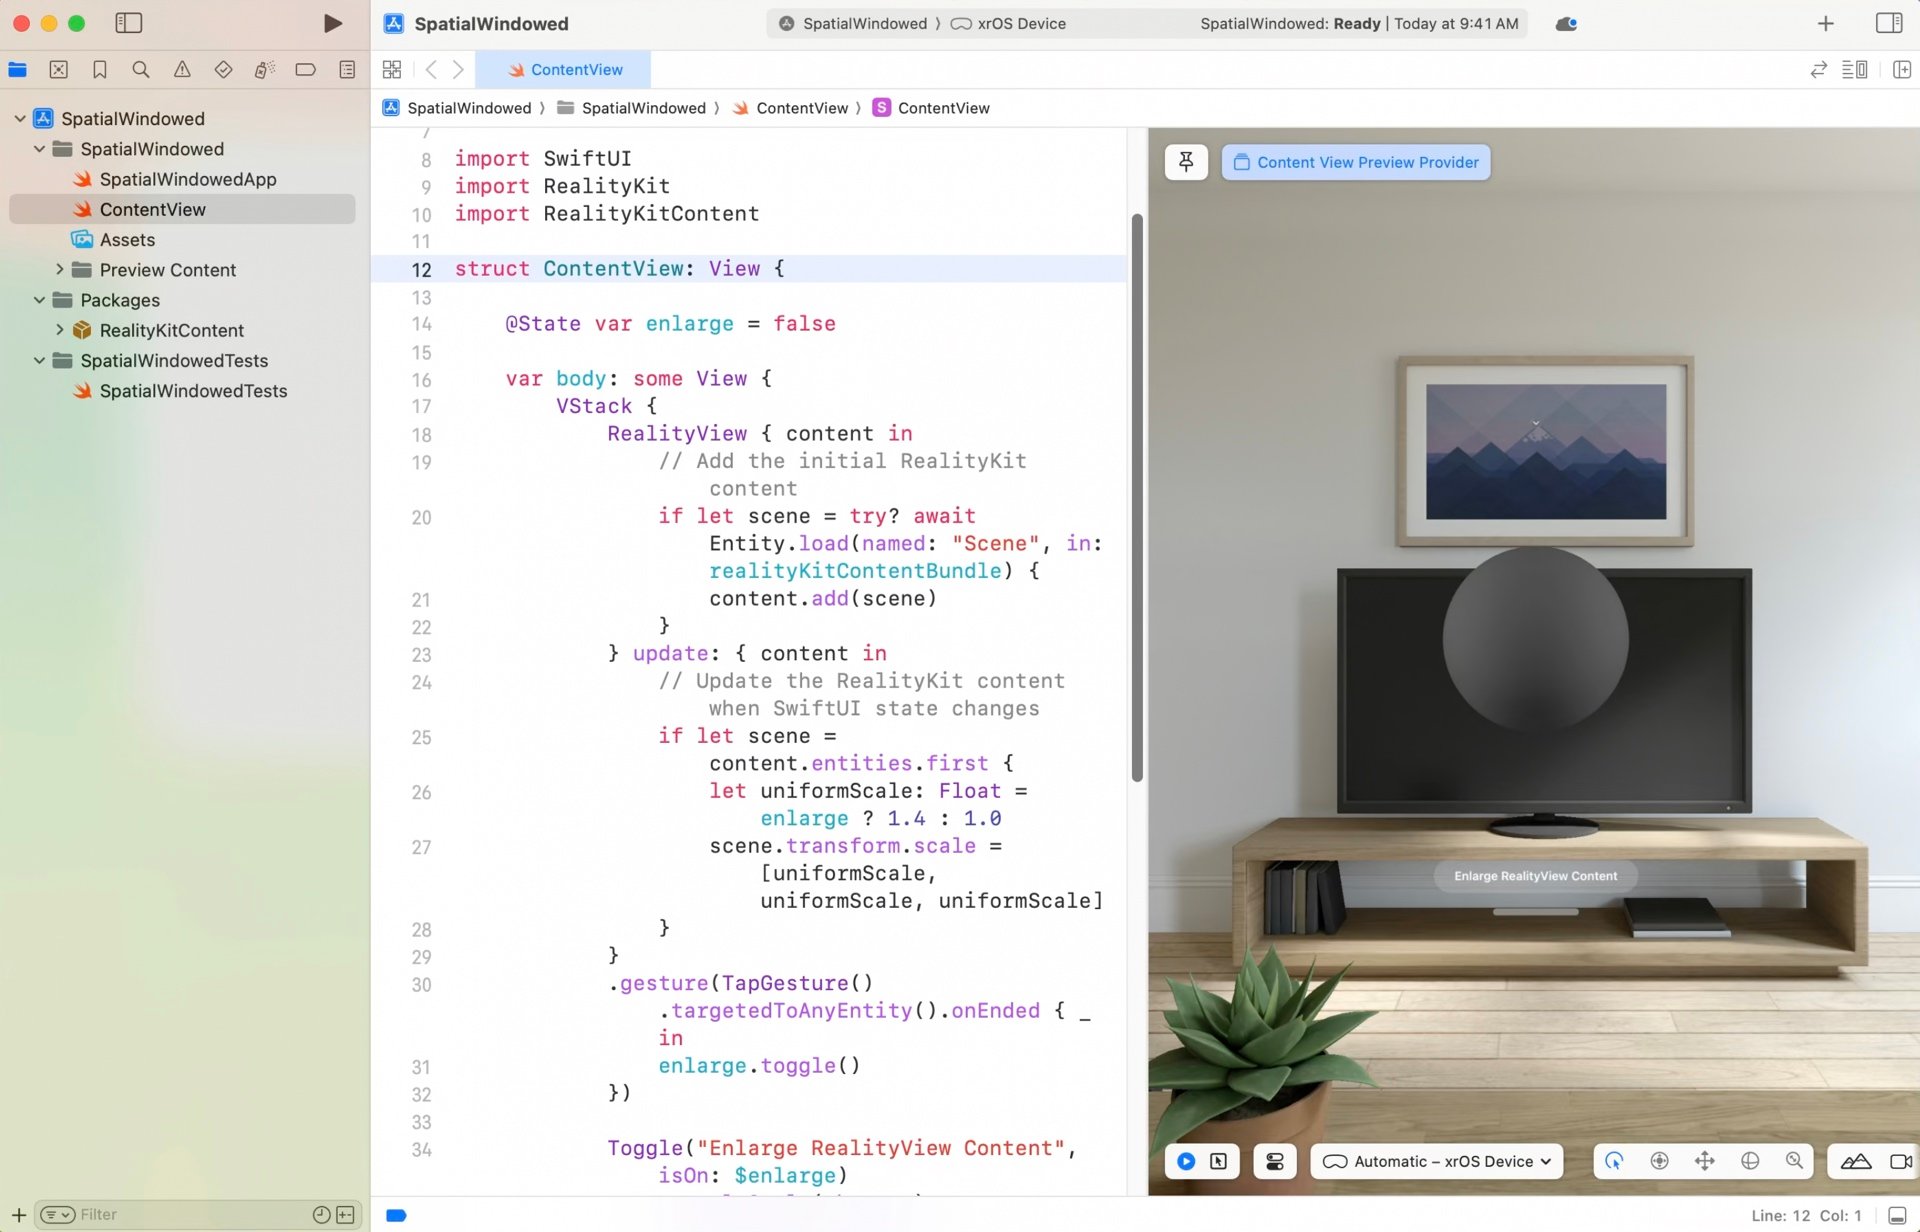 SpatialWindowed
SpatialWindowed 〉 xrOS Device
SpatialWindowed: Ready | Today at 9:41 AM
ContentView
SpatialWindowed 〉 SpatialWindowed 〉 ContentView 〉 S ContentView
SpatialWindowed
SpatialWindowed
SpatialWindowedApp
ContentView
Assets
Preview Content
Packages
RealityKitContent
SpatialWindowedTests
SpatialWindowedTests
Filter
7
8 import SwiftUI
9 import RealityKit
10 import RealityKitContent
11
12 struct ContentView: View {
13
14 @State var enlarge = false
15
16 var body: some View {
17 VStack {
18 RealityView { content in
19 // Add the initial RealityKit
content
20 if let scene = try? await
Entity.load(named: "Scene", in:
realityKitContentBundle) {
21 content.add(scene)
22 }
23 } update: { content in
24 // Update the RealityKit content
when SwiftUI state changes
25 if let scene =
content.entities.first {
26 let uniformScale: Float =
enlarge ? 1.4 : 1.0
27 scene.transform.scale =
[uniformScale,
uniformScale, uniformScale]
28 }
29 }
30 .gesture(TapGesture()
.targetedToAnyEntity().onEnded { _
in
31 enlarge.toggle()
32 })
33
34 Toggle("Enlarge RealityView Content",
isOn: $enlarge)
Content View Preview Provider
Enlarge RealityView Content
Automatic – xrOS Device
Line: 12 Col: 1